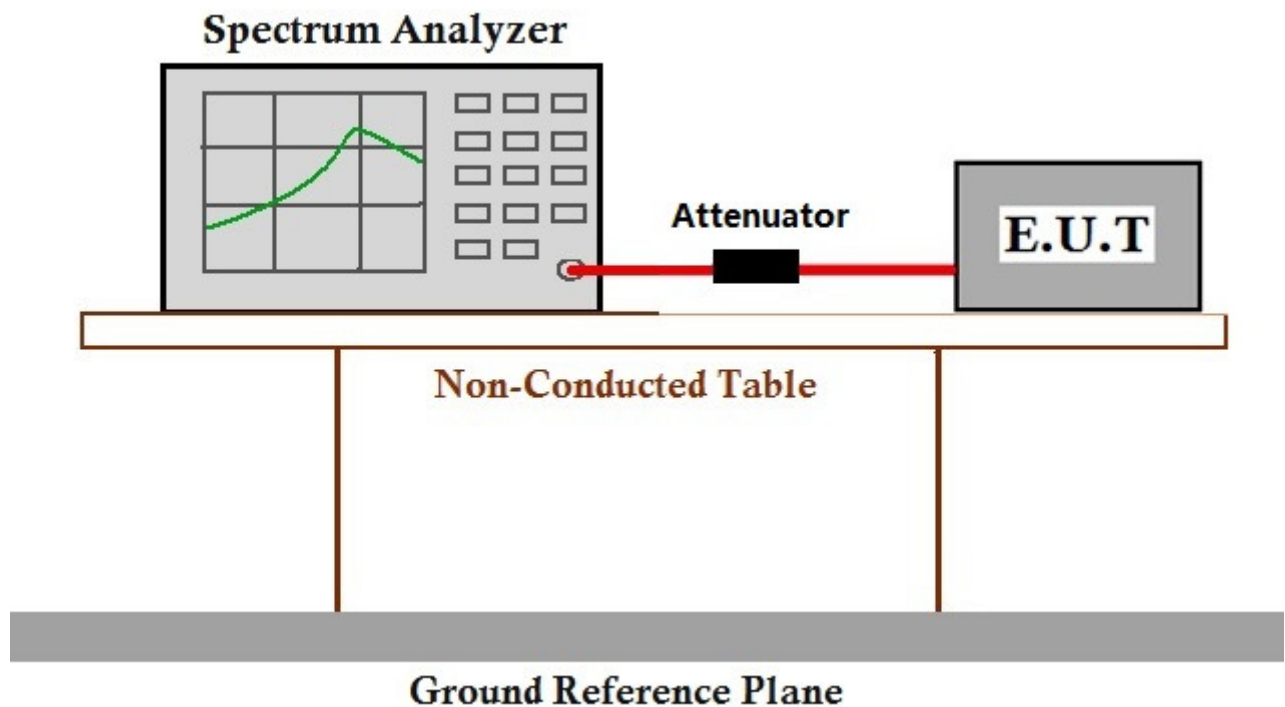 Spectrum Analyzer
Attenuator
E.U.T
Non-Conducted Table
Ground Reference Plane